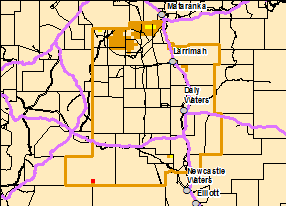 Mataranka
Larrimah
Daly
Waters
Newcastle
Waters
Elliott